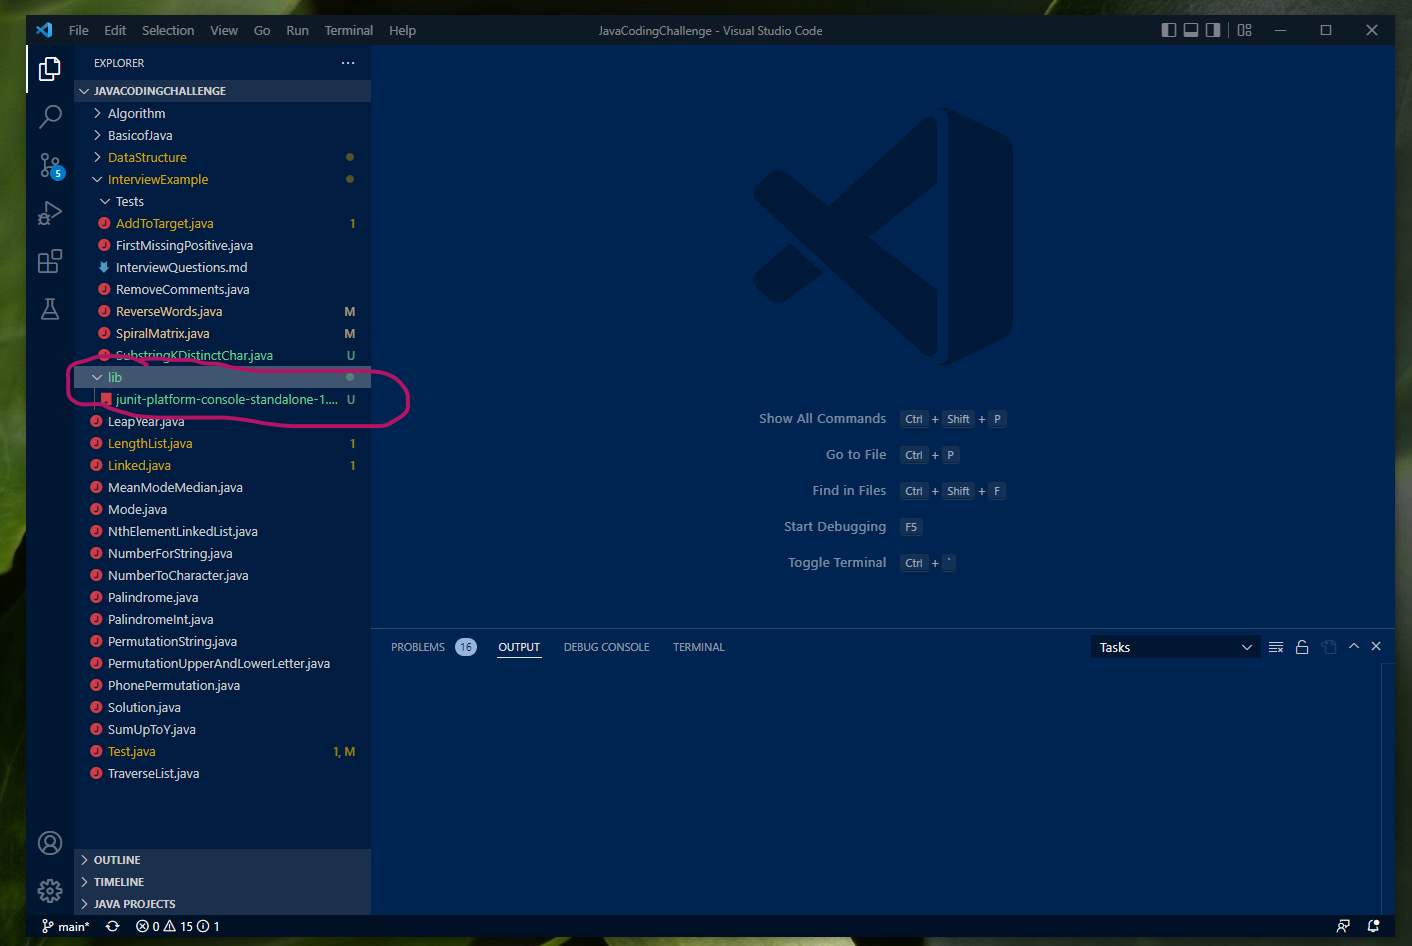 File Edit Selection View Go Run Terminal Help
JavaCodingChallenge - Visual Studio Code
EXPLORER
JAVACODINGCHALLENGE
Algorithm
BasicofJava
DataStructure
InterviewExample
Tests
AddToTarget.java 1
FirstMissingPositive.java
InterviewQuestions.md
RemoveComments.java
ReverseWords.java M
SpiralMatrix.java M
SubstringKDistinctChar.java U
lib
junit-platform-console-standalone-1.... U
LeapYear.java
LengthList.java 1
Linked.java 1
MeanModeMedian.java
Mode.java
NthElementLinkedList.java
NumberForString.java
NumberToCharacter.java
Palindrome.java
PalindromeInt.java
PermutationString.java
PermutationUpperAndLowerLetter.java
PhonePermutation.java
Solution.java
SumUpToY.java
Test.java 1, M
TraverseList.java
OUTLINE
TIMELINE
JAVA PROJECTS
5
Show All Commands Ctrl + Shift + P
Go to File Ctrl + P
Find in Files Ctrl + Shift + F
Start Debugging F5
Toggle Terminal Ctrl + `
PROBLEMS 16 OUTPUT DEBUG CONSOLE TERMINAL
Tasks
main* 0 15 1